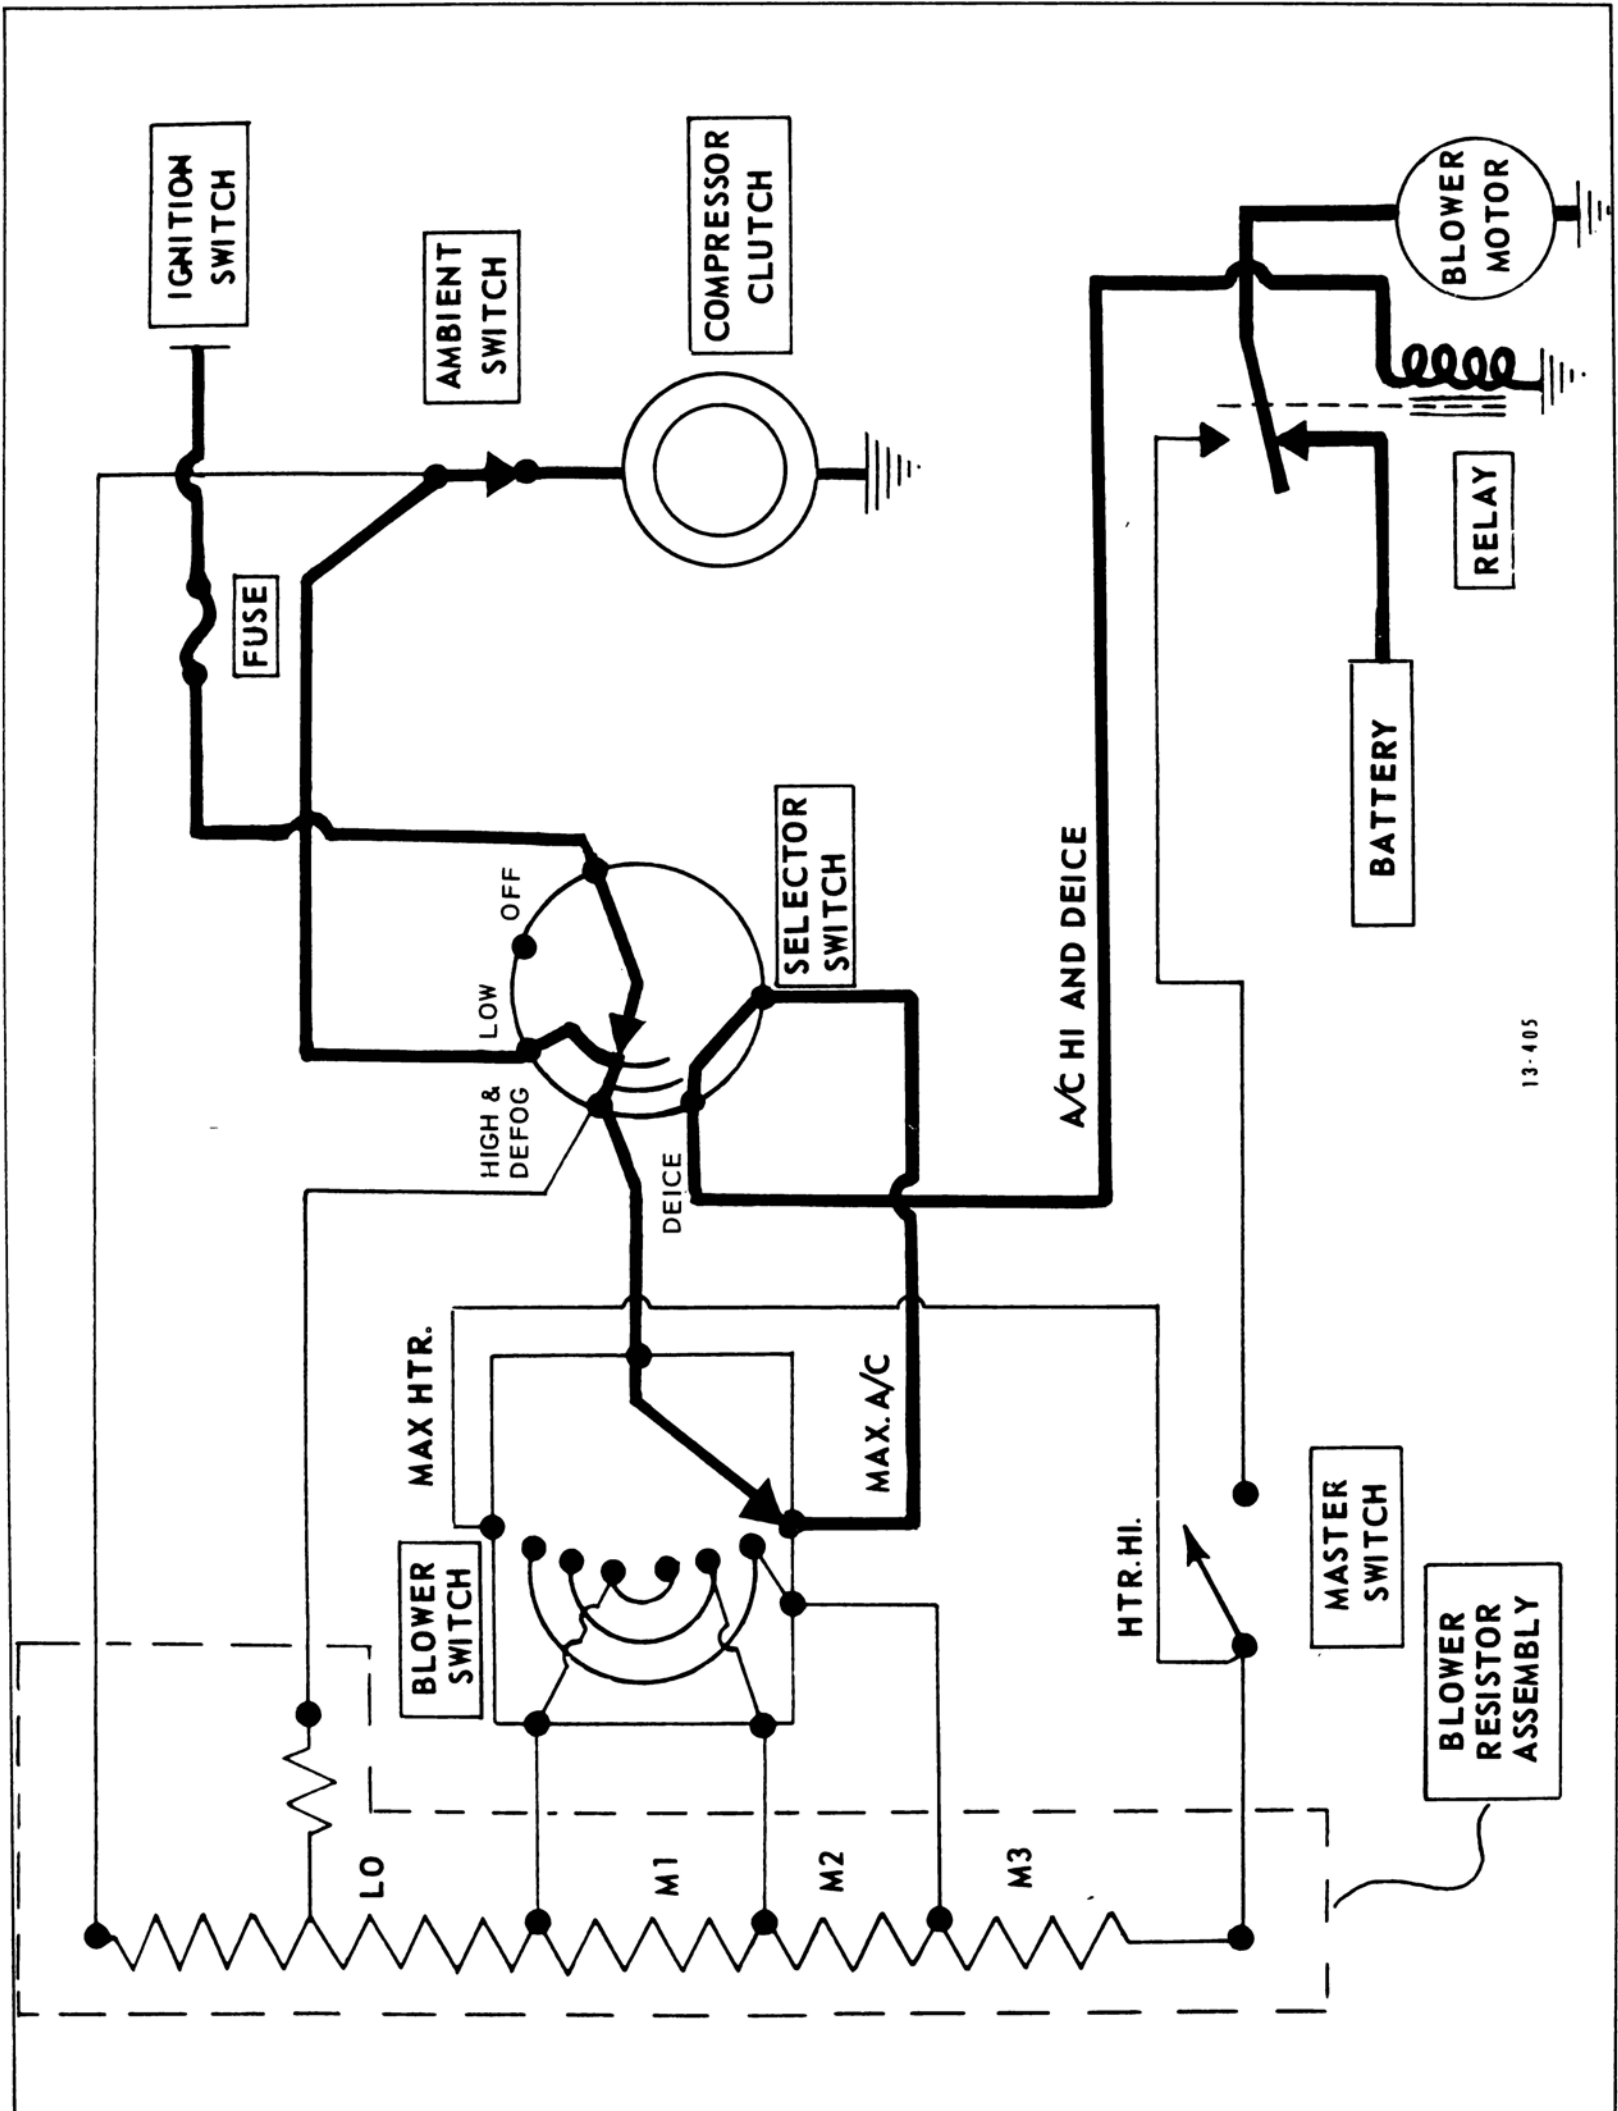 IGNITION
SWITCH
AMBIENT
SWITCH
COMPRESSOR
CLUTCH
BLOWER
MOTOR
FUSE
RELAY
BATTERY
OFF
LOW
HIGH &
DEFOG
DEICE
SELECTOR
SWITCH
A/C HI AND DEICE
13-405
MAX HTR.
MAX. A/C
BLOWER
SWITCH
HTR. HI.
MASTER
SWITCH
BLOWER
RESISTOR
ASSEMBLY
LO
M1
M2
M3